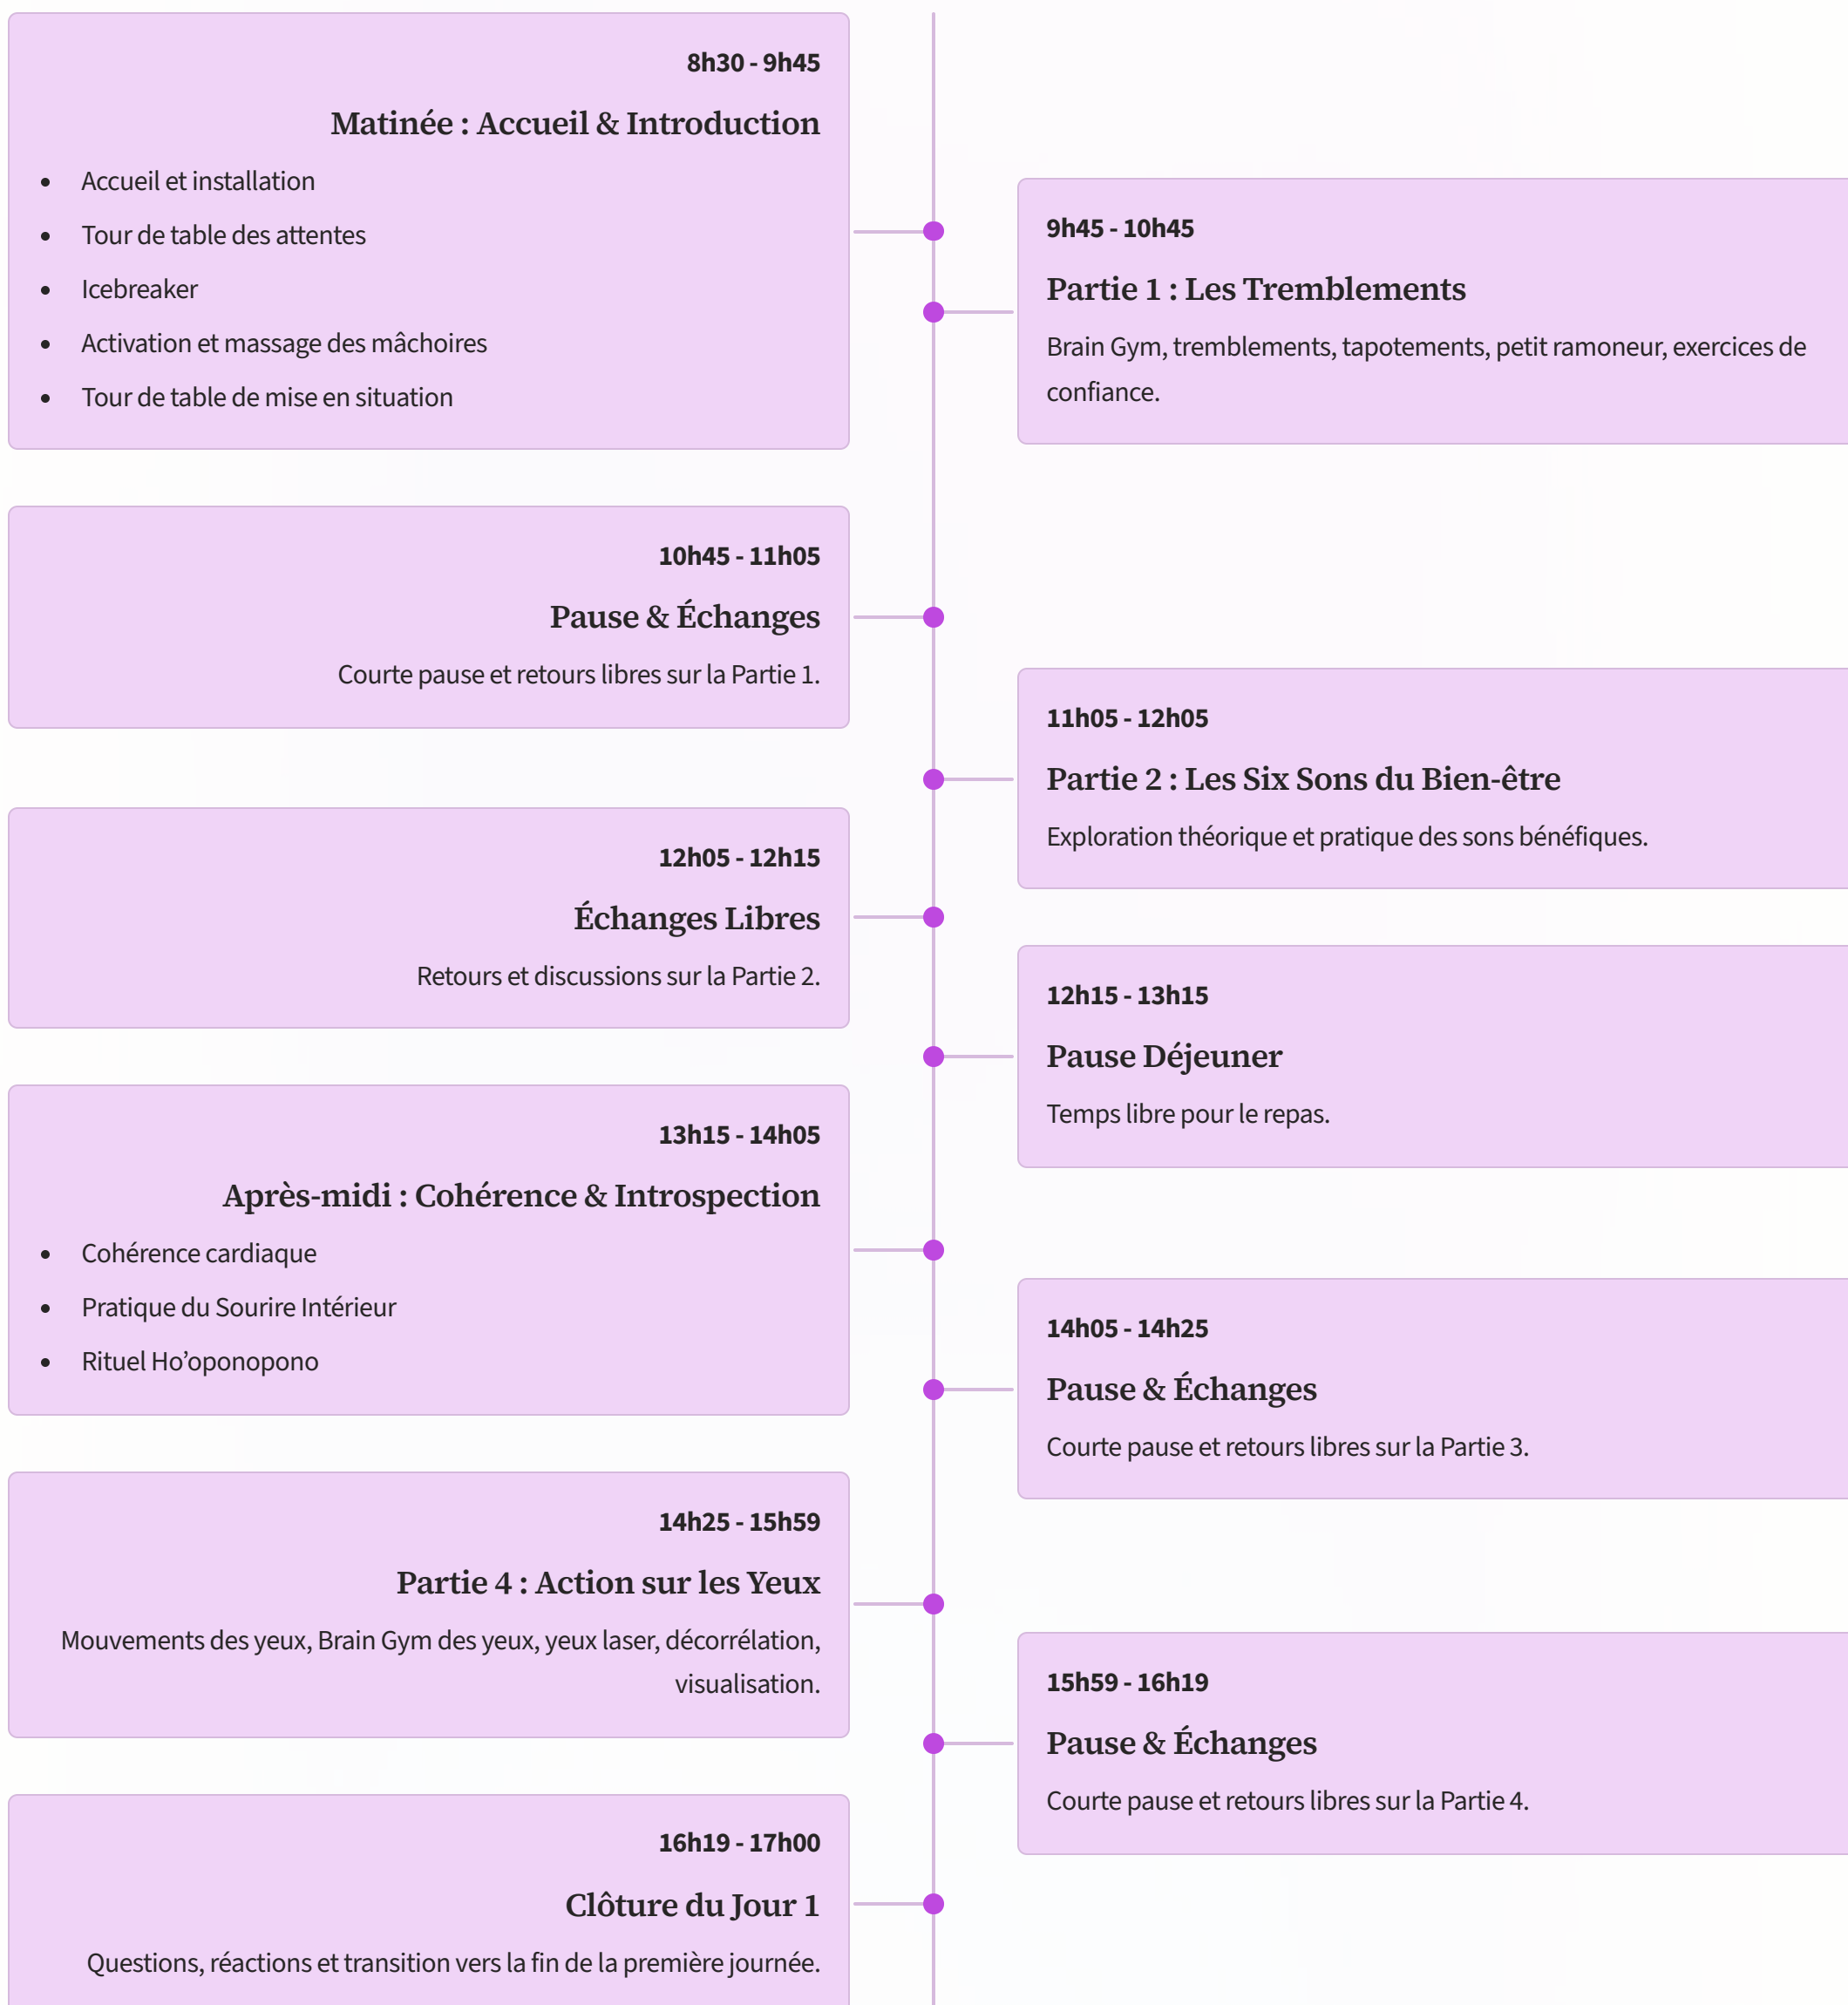 8h30 - 9h45
Matinée : Accueil & Introduction
• Accueil et installation
• Tour de table des attentes
• Icebreaker
• Activation et massage des mâchoires
• Tour de table de mise en situation
9h45 - 10h45
Partie 1 : Les Tremblements
Brain Gym, tremblements, tapotements, petit ramoneur, exercices de
confiance.
10h45 - 11h05
Pause & Échanges
Courte pause et retours libres sur la Partie 1.
11h05 - 12h05
Partie 2 : Les Six Sons du Bien-être
Exploration théorique et pratique des sons bénéfiques.
12h05 - 12h15
Échanges Libres
Retours et discussions sur la Partie 2.
12h15 - 13h15
Pause Déjeuner
Temps libre pour le repas.
13h15 - 14h05
Après-midi : Cohérence & Introspection
• Cohérence cardiaque
• Pratique du Sourire Intérieur
• Rituel Ho’oponopono
14h05 - 14h25
Pause & Échanges
Courte pause et retours libres sur la Partie 3.
14h25 - 15h59
Partie 4 : Action sur les Yeux
Mouvements des yeux, Brain Gym des yeux, yeux laser, décorrélation,
visualisation.
15h59 - 16h19
Pause & Échanges
Courte pause et retours libres sur la Partie 4.
16h19 - 17h00
Clôture du Jour 1
Questions, réactions et transition vers la fin de la première journée.